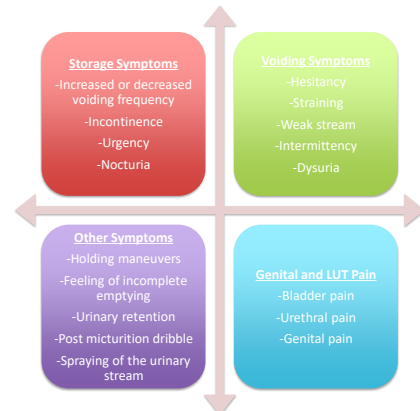 Storage Symptoms
-Increased or decreased
voiding frequency
-Incontinence
-Urgency
-Nocturia
Voiding Symptoms
-Hesitancy
-Straining
-Weak stream
-Intermittency
-Dysuria
Other Symptoms
-Holding maneuvers
-Feeling of incomplete
emptying
-Urinary retention
-Post micturition dribble
-Spraying of the urinary
stream
Genital and LUT Pain
-Bladder pain
-Urethral pain
-Genital pain